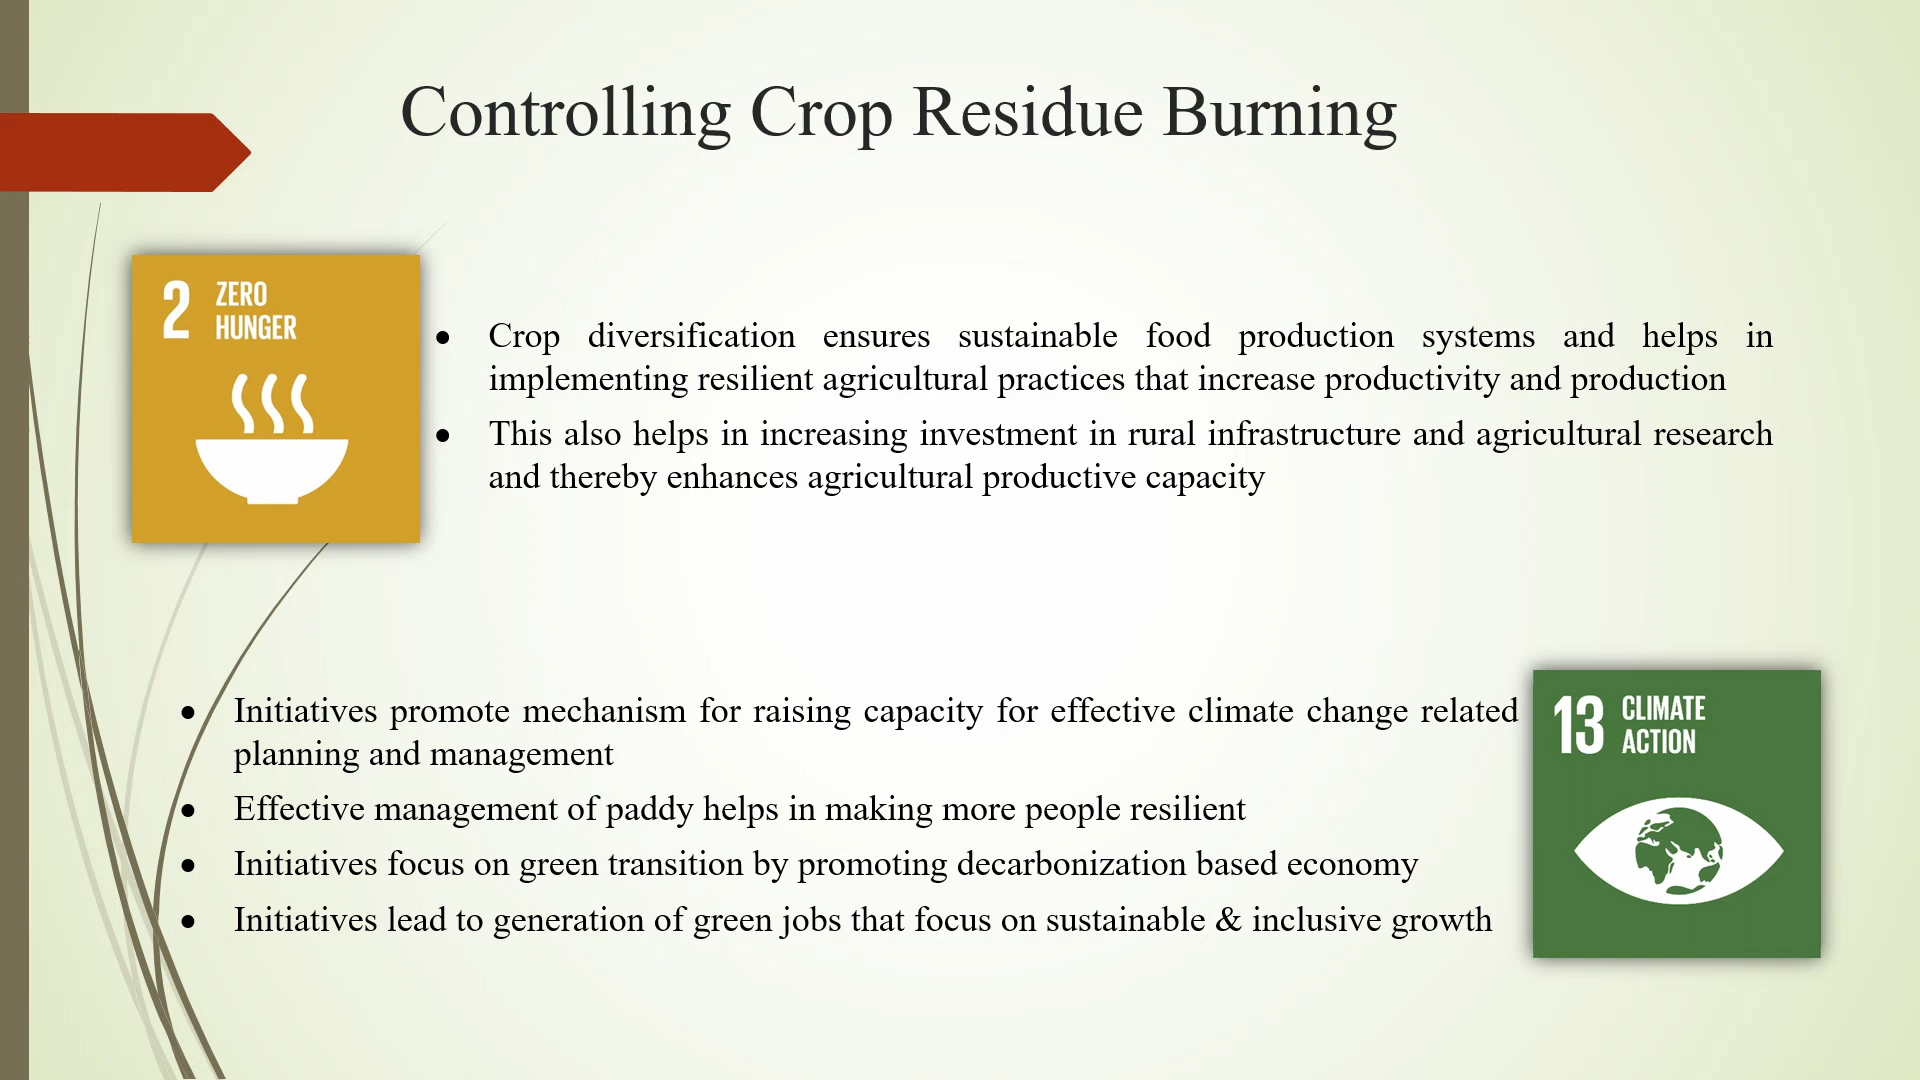 Controlling Crop Residue Burning
2 ZERO
HUNGER
• Crop diversification ensures sustainable food production systems and helps in
implementing resilient agricultural practices that increase productivity and production
• This also helps in increasing investment in rural infrastructure and agricultural research
and thereby enhances agricultural productive capacity
• Initiatives promote mechanism for raising capacity for effective climate change related
planning and management
• Effective management of paddy helps in making more people resilient
• Initiatives focus on green transition by promoting decarbonization based economy
• Initiatives lead to generation of green jobs that focus on sustainable & inclusive growth
13 CLIMATE
ACTION